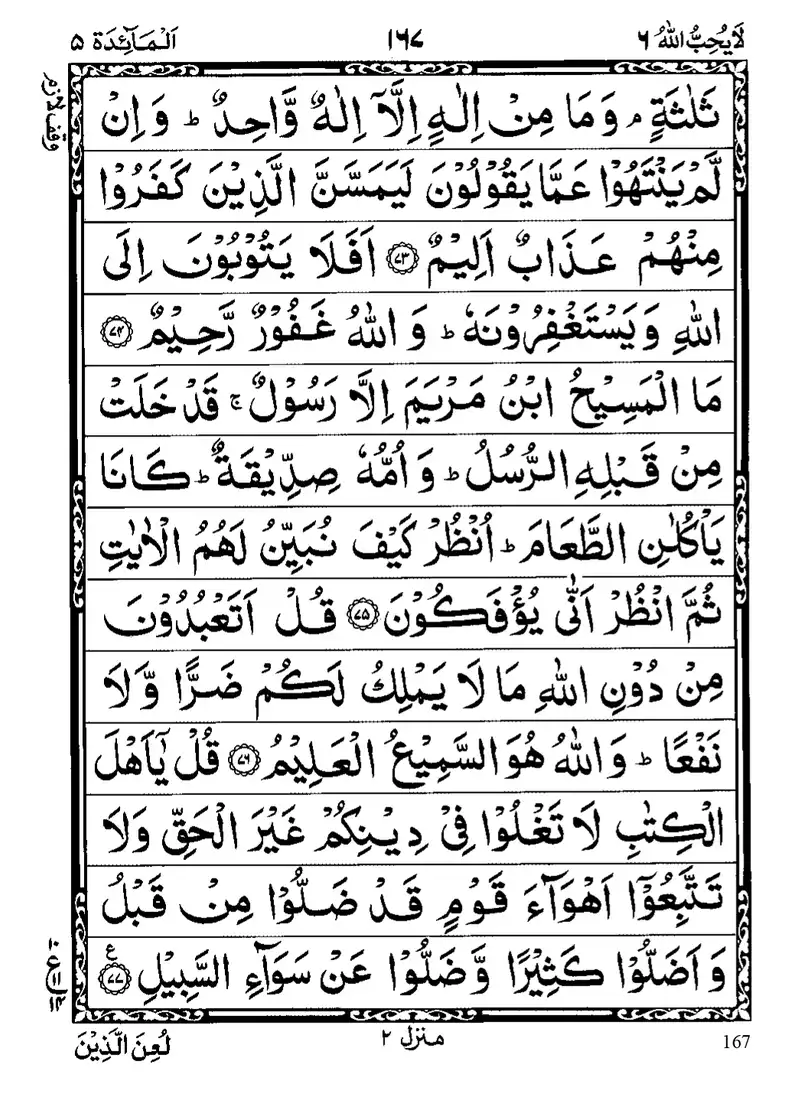 لَا يُحِبُّ اللّٰهُ ٦ ١٦٧ اَلْمَآئِدَة ٥
وقف لازم
ثَلٰثَةٍ ۘ وَمَا مِنْ اِلٰهٍ اِلَّاۤ اِلٰهٌ وَّاحِدٌ ؕ وَاِنْ
لَّمْ يَنْتَهُوْا عَمَّا يَقُوْلُوْنَ لَيَمَسَّنَّ الَّذِيْنَ كَفَرُوْا
مِنْهُمْ عَذَابٌ اَلِيْمٌ ﴿٧٣﴾ اَفَلَا يَتُوْبُوْنَ اِلَى
اللّٰهِ وَيَسْتَغْفِرُوْنَهٗ ؕ وَاللّٰهُ غَفُوْرٌ رَّحِيْمٌ ﴿٧٤﴾
مَا الْمَسِيْحُ ابْنُ مَرْيَمَ اِلَّا رَسُوْلٌ ۚ قَدْ خَلَتْ
مِنْ قَبْلِهِ الرُّسُلُ ؕ وَاُمُّهٗ صِدِّيْقَةٌ ؕ كَانَا
يَاْكُلٰنِ الطَّعَامَ ؕ اُنْظُرْ كَيْفَ نُبَيِّنُ لَهُمُ الْاٰيٰتِ
ثُمَّ انْظُرْ اَنّٰى يُؤْفَكُوْنَ ﴿٧٥﴾ قُلْ اَتَعْبُدُوْنَ
مِنْ دُوْنِ اللّٰهِ مَا لَا يَمْلِكُ لَكُمْ ضَرًّا وَّلَا
نَفْعًا ؕ وَاللّٰهُ هُوَ السَّمِيْعُ الْعَلِيْمُ ﴿٧٦﴾ قُلْ يٰۤاَهْلَ
الْكِتٰبِ لَا تَغْلُوْا فِيْ دِيْنِكُمْ غَيْرَ الْحَقِّ وَلَا
تَتَّبِعُوْۤا اَهْوَآءَ قَوْمٍ قَدْ ضَلُّوْا مِنْ قَبْلُ
وَاَضَلُّوْا كَثِيْرًا وَّضَلُّوْا عَنْ سَوَآءِ السَّبِيْلِ ﴿٧٧﴾ ع
ع
167 منزل ٢ لُعِنَ الَّذِيْنَ